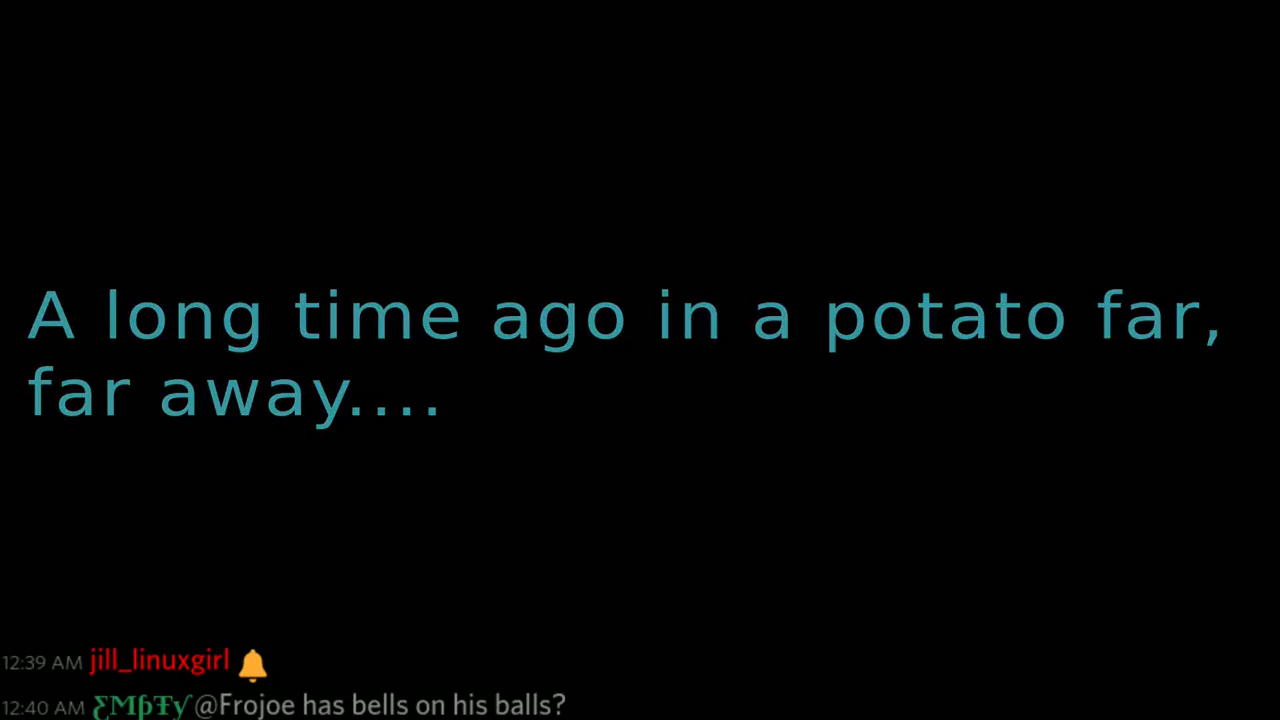 A long time ago in a potato far,
far away....
12:39 AM jill_linuxgirl 🔔
12:40 AM ƸMþŦƴ @Frojoe has bells on his balls?